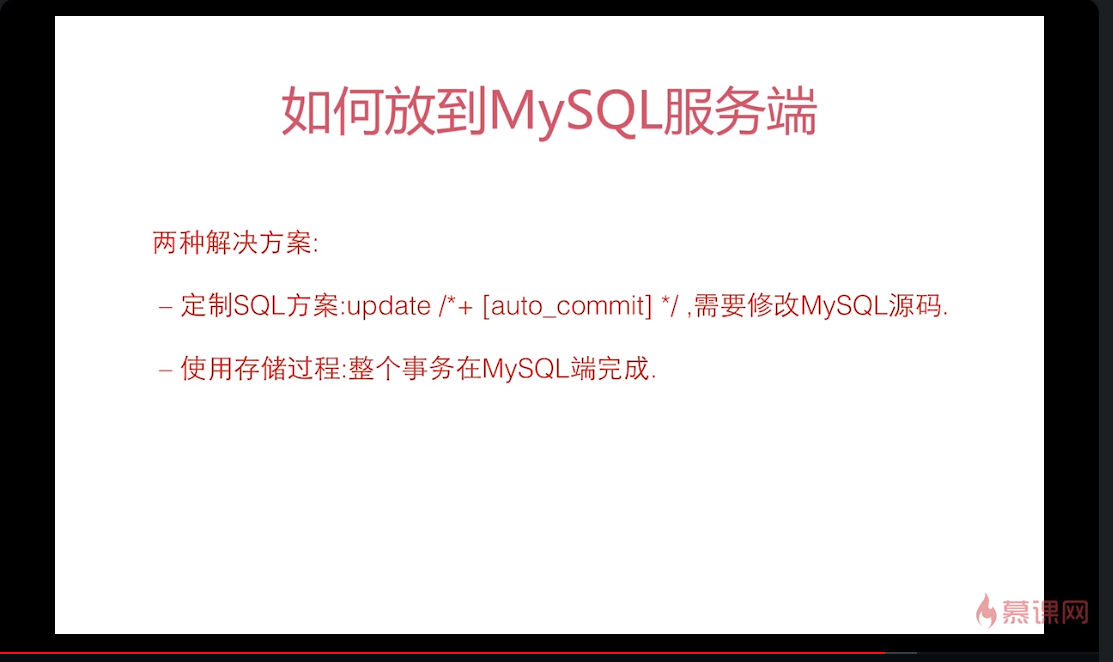 如何放到MySQL服务端
两种解决方案:
– 定制SQL方案:update /*+ [auto_commit] */ ,需要修改MySQL源码.
– 使用存储过程:整个事务在MySQL端完成.
慕课网